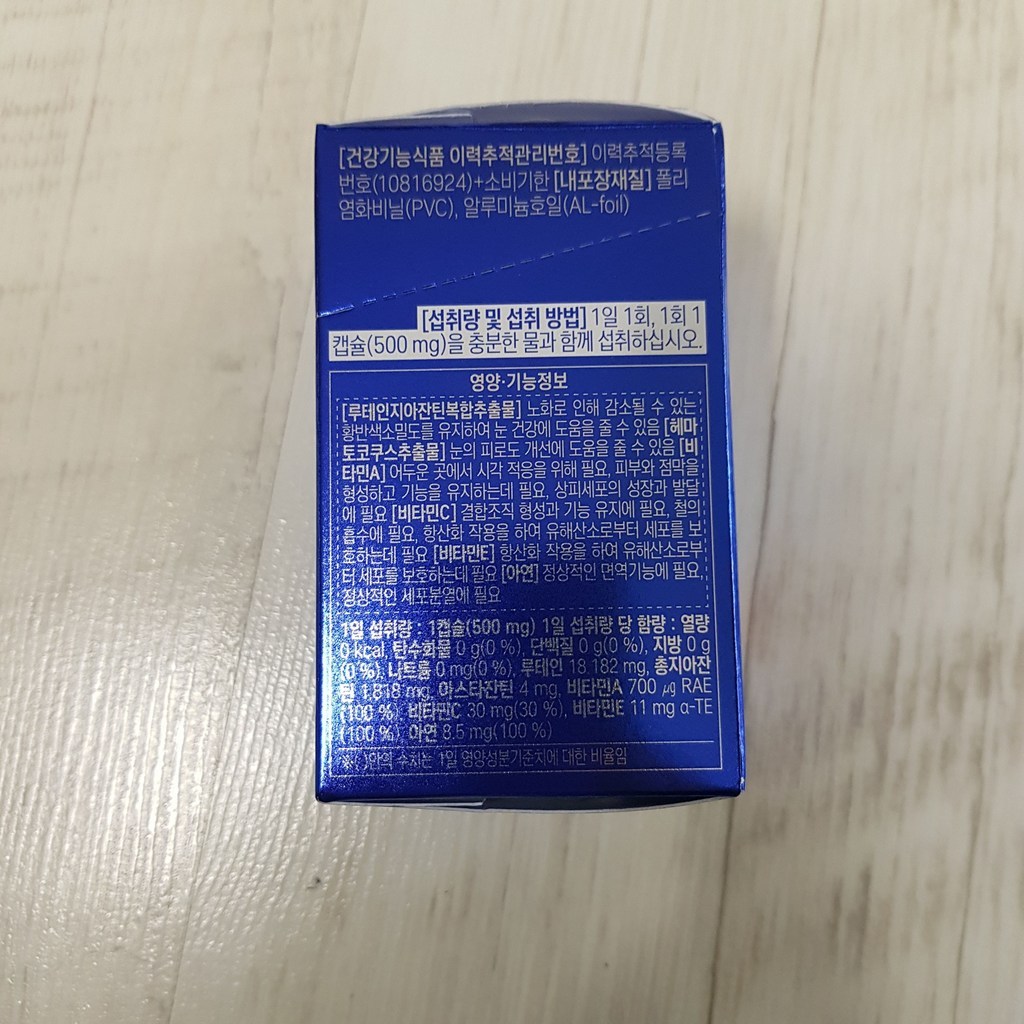 [건강기능식품 이력추적관리번호] 이력추적등록
번호(10816924)+소비기한 [내포장재질] 폴리
염화비닐(PVC), 알루미늄호일(AL-foil)
[섭취량 및 섭취 방법] 1일 1회, 1회 1
캡슐(500 mg)을 충분한 물과 함께 섭취하십시오.
영양·기능정보
[루테인지아잔틴복합추출물] 노화로 인해 감소될 수 있는
황반색소밀도를 유지하여 눈 건강에 도움을 줄 수 있음 [헤마
토코쿠스추출물] 눈의 피로도 개선에 도움을 줄 수 있음 [비
타민A] 어두운 곳에서 시각 적응을 위해 필요, 피부와 점막을
형성하고 기능을 유지하는데 필요, 상피세포의 성장과 발달
에 필요 [비타민C] 결합조직 형성과 기능 유지에 필요, 철의
흡수에 필요, 항산화 작용을 하여 유해산소로부터 세포를 보
호하는데 필요 [비타민E] 항산화 작용을 하여 유해산소로부
터 세포를 보호하는데 필요 [아연] 정상적인 면역기능에 필요,
정상적인 세포분열에 필요
1일 섭취량 : 1캡슐(500 mg) 1일 섭취량 당 함량 : 열량
0 kcal, 탄수화물 0 g(0 %), 단백질 0 g(0 %), 지방 0 g
(0 %), 나트륨 0 mg(0 %), 루테인 18.182 mg, 총지아잔
틴 1.818 mg, 아스타잔틴 4 mg, 비타민A 700 μg RAE
(100 %), 비타민C 30 mg(30 %), 비타민E 11 mg α-TE
(100 %), 아연 8.5 mg(100 %)
※( )안의 수치는 1일 영양성분기준치에 대한 비율임